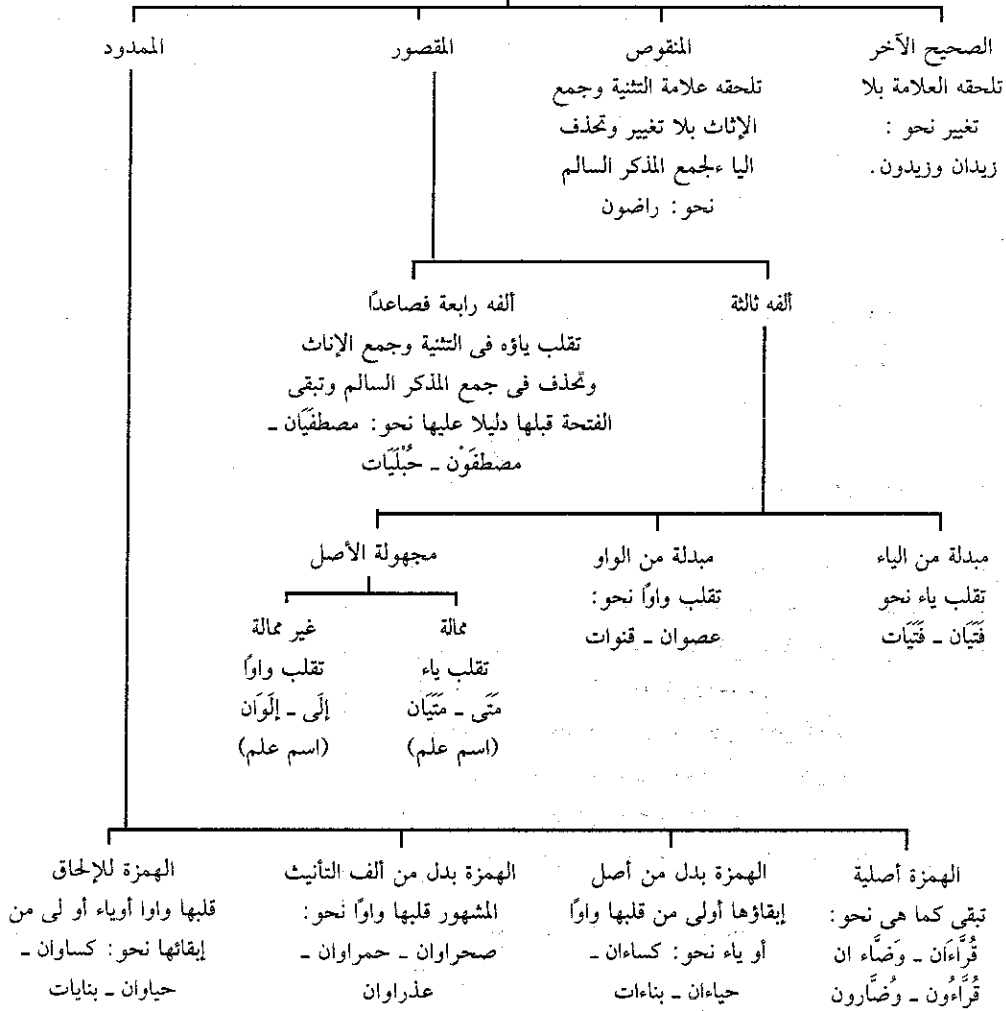 الصحيح الآخر
تلحقه العلامة بلا
تغيير نحو :
زيدان وزيدون .
المنقوص
تلحقه علامة التثنية وجمع
الإثاث بلا تغيير وتحذف
اليا ءلجمع المذكر السالم
نحو : راضون
المقصور
الممدود
ألفه ثالثة
ألفه رابعة فصاعدًا
تقلب ياؤه فى التثنية وجمع الإناث
وتحذف فى جمع المذكر السالم وتبقى
الفتحة قبلها دليلا عليها نحو : مصطفَيَان ـ
مصطفَوْن ـ حُبْلَيَات
مبدلة من الياء
تقلب ياء نحو
فَتَيَان ـ فَتَيَات
مبدلة من الواو
تقلب واوًا نحو :
عصوان ـ قنوات
مجهولة الأصل
ممالة
تقلب ياء
مَتَى ـ مَتَيَان
(اسم علم)
غير ممالة
تقلب واوًا
إلَى ـ إلَوَان
(اسم علم)
الهمزة أصلية
تبقى كما هى نحو :
قُرَّاءَان ـ وَضَّاء ان
قُرَّاءُون ـ وُضَّارون
الهمزة بدل من أصل
إبقاؤها أولى من قلبها واوًا
أو ياء نحو : كساءان ـ
حياءان ـ بناءات
الهمزة بدل من ألف التأنيث
المشهور قلبها واوًا نحو :
صحراوان ـ حمراوان ـ
عذراوان
الهمزة للإلحاق
قلبها واوا أوياء أو لى من
إبقائها نحو : كساوان ـ
حياوان ـ بنايات